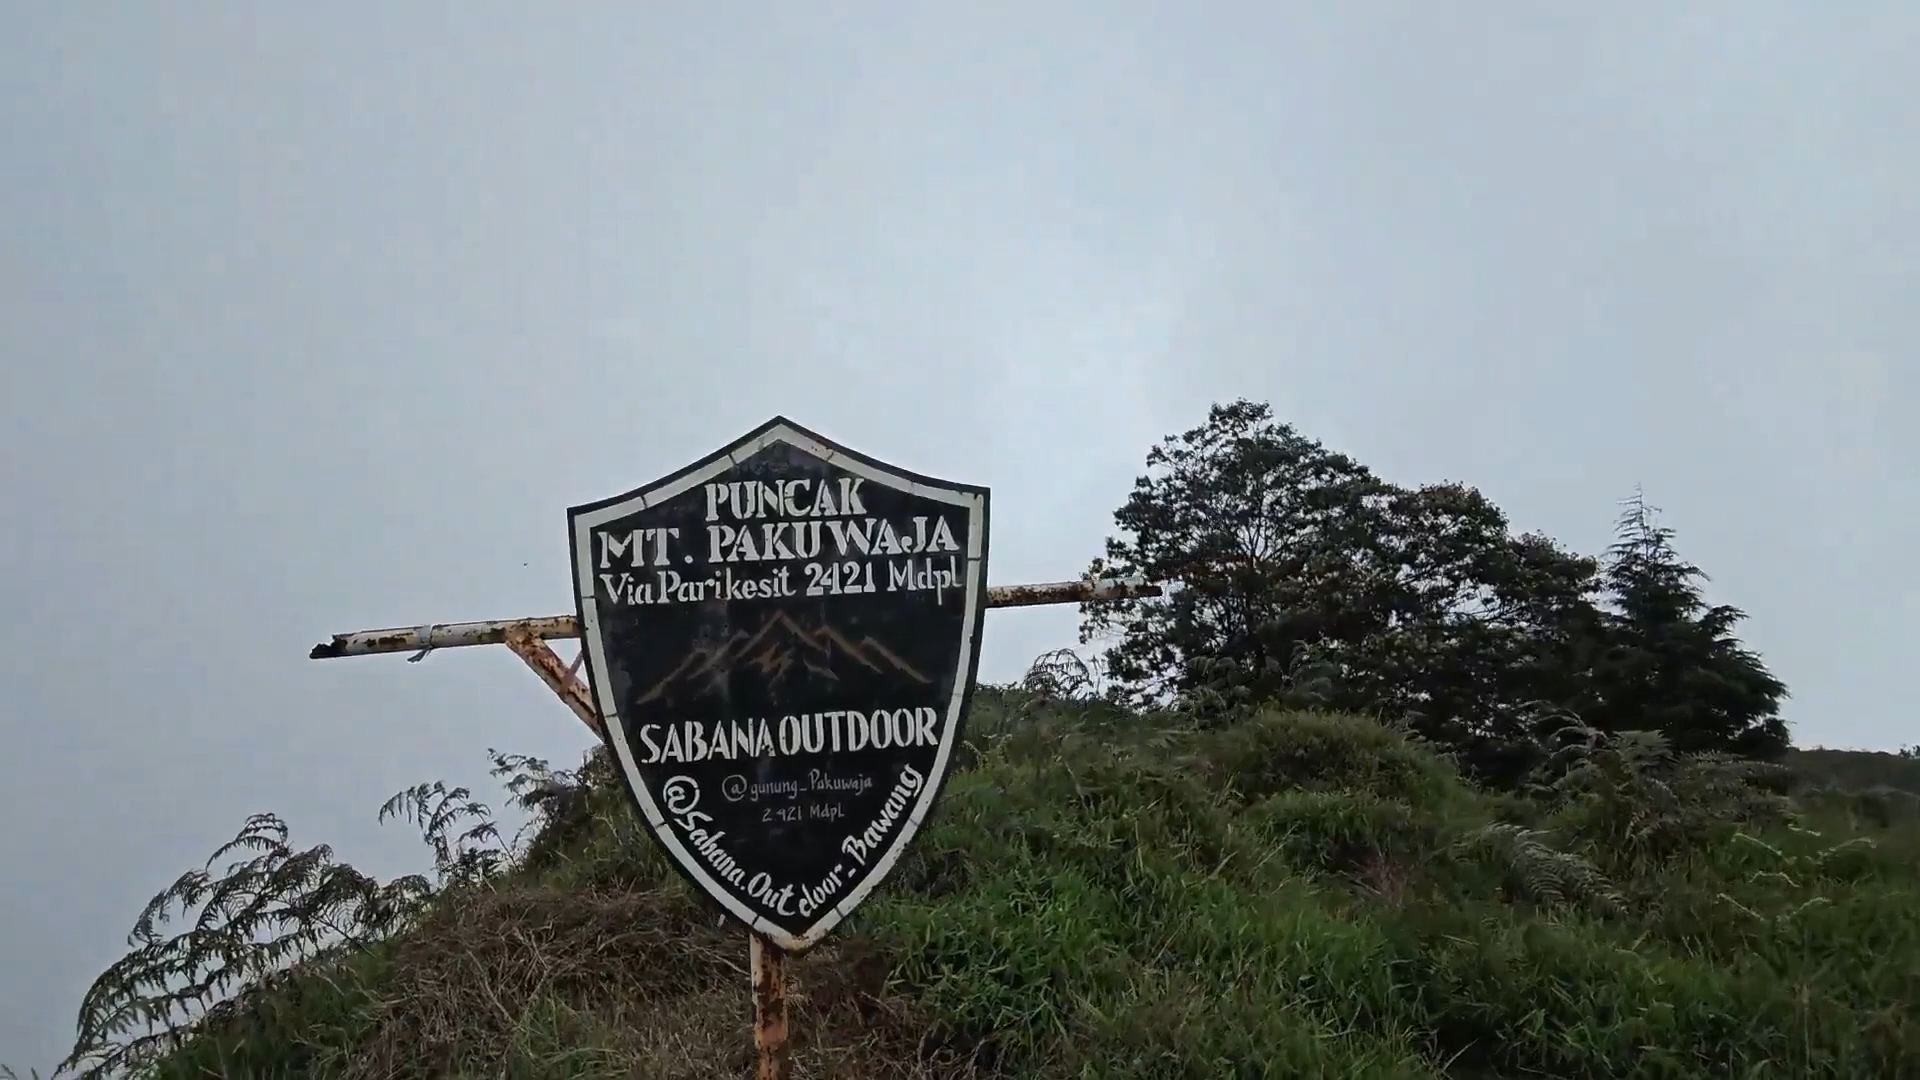 PUNCAK
MT. PAKUWAJA
Via Parikesit 2421 Mdpl
SABANA OUTDOOR
@gunung_Pakuwaja
2421 Mdpl
@Sabana.Outdoor_Bawang